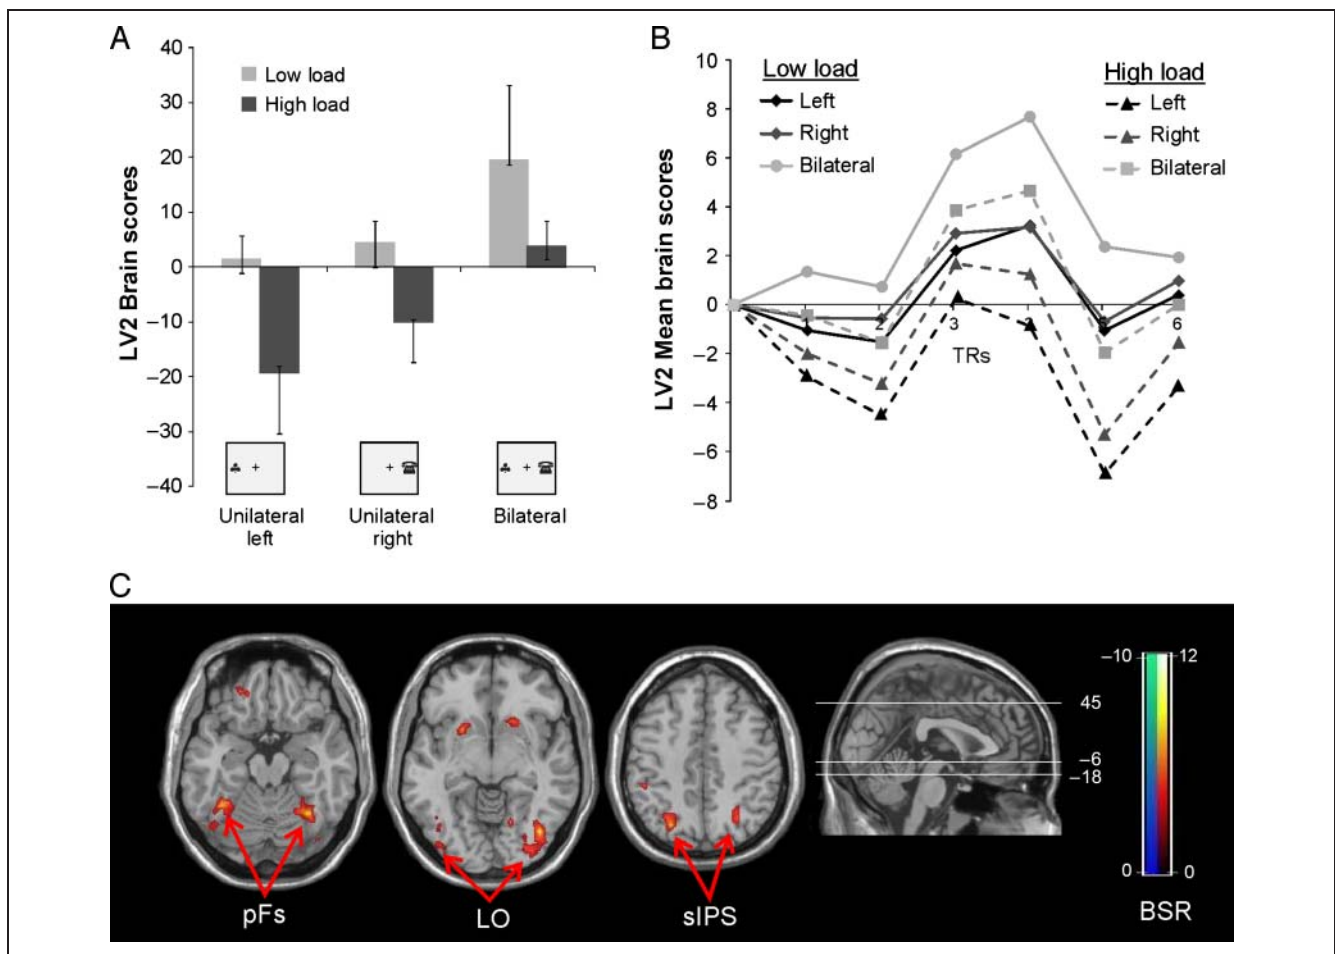 A
LV2 Brain scores
40
30
20
10
0
–10
–20
–30
–40
Low load
High load
Unilateral
left
Unilateral
right
Bilateral
B
LV2 Mean brain scores
10
8
6
4
2
0
–2
–4
–6
–8
Low load
Left
Right
Bilateral
High load
Left
Right
Bilateral
2
3
6
TRs
C
pFs
LO
sIPS
45
–6
–18
–10
12
0
0
BSR